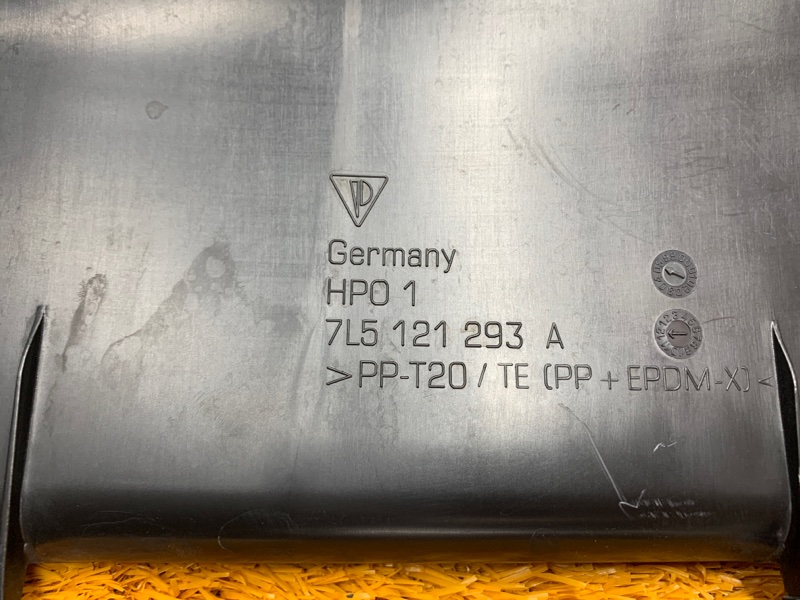 Germany
HPO 1
7L5 121 293 A
>PP-T20 / TE (PP + EPDM-X)<